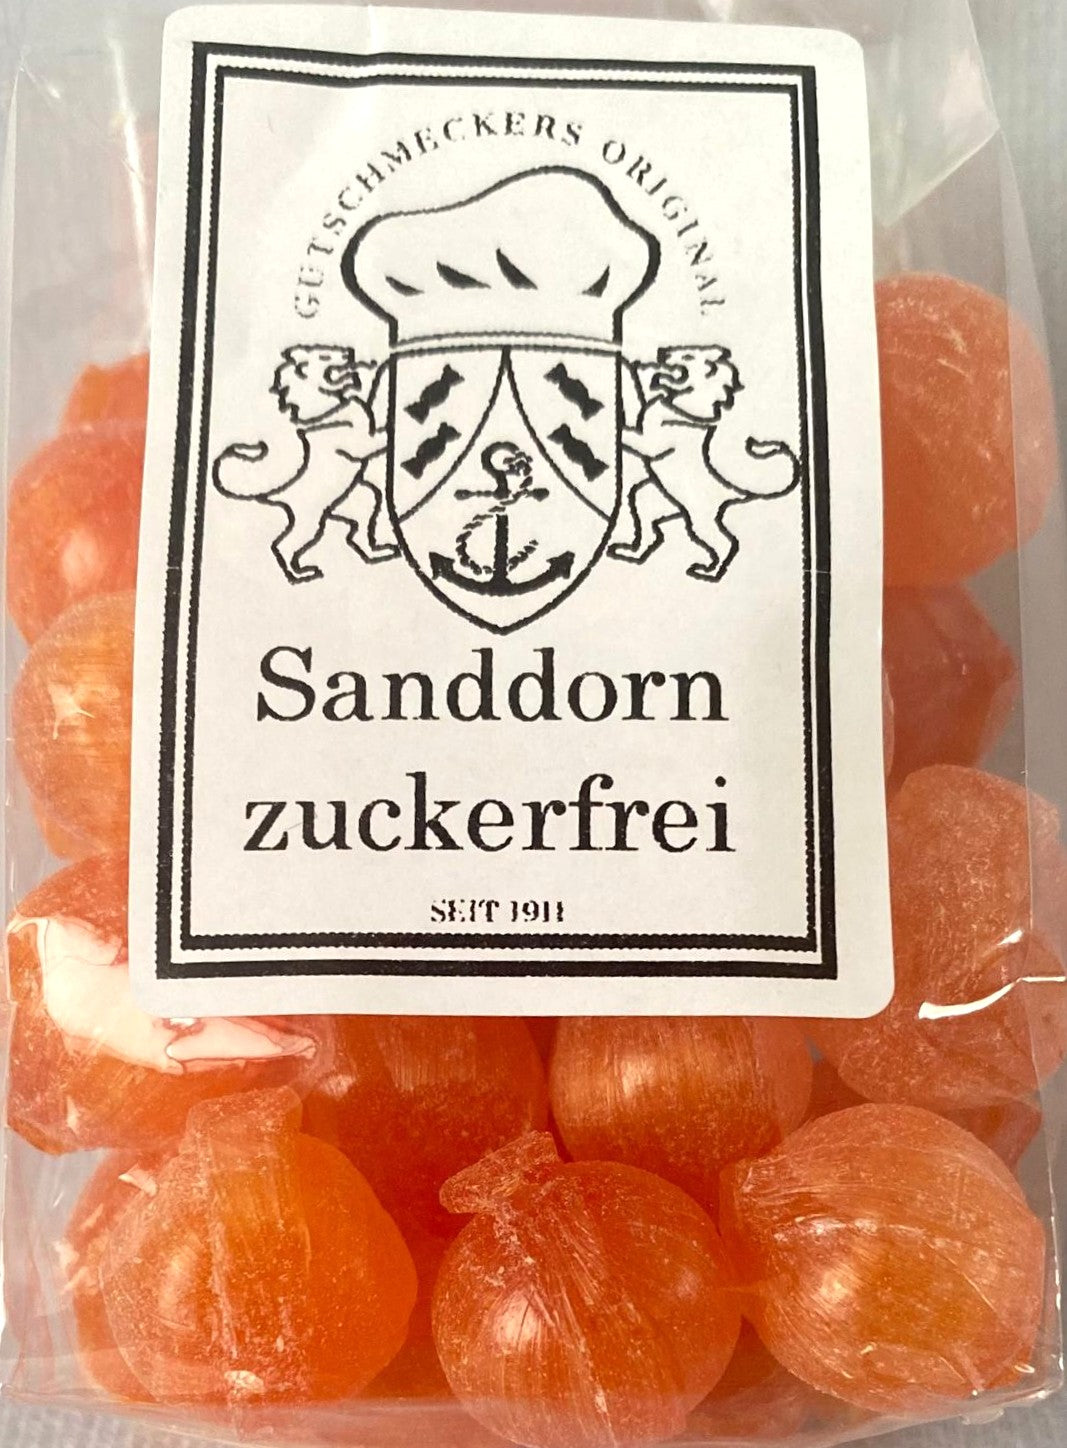 GUTSCHMECKERS ORIGINAL
Sanddorn
zuckerfrei
SEIT 1911